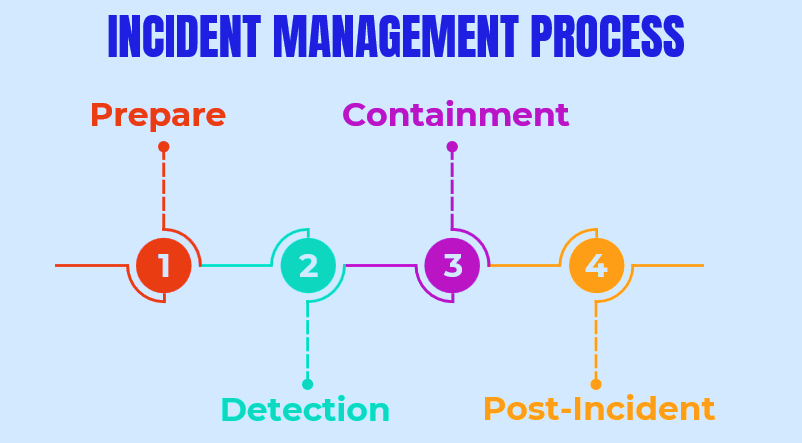 INCIDENT MANAGEMENT PROCESS
Prepare
Containment
1
2
3
4
Detection
Post-Incident